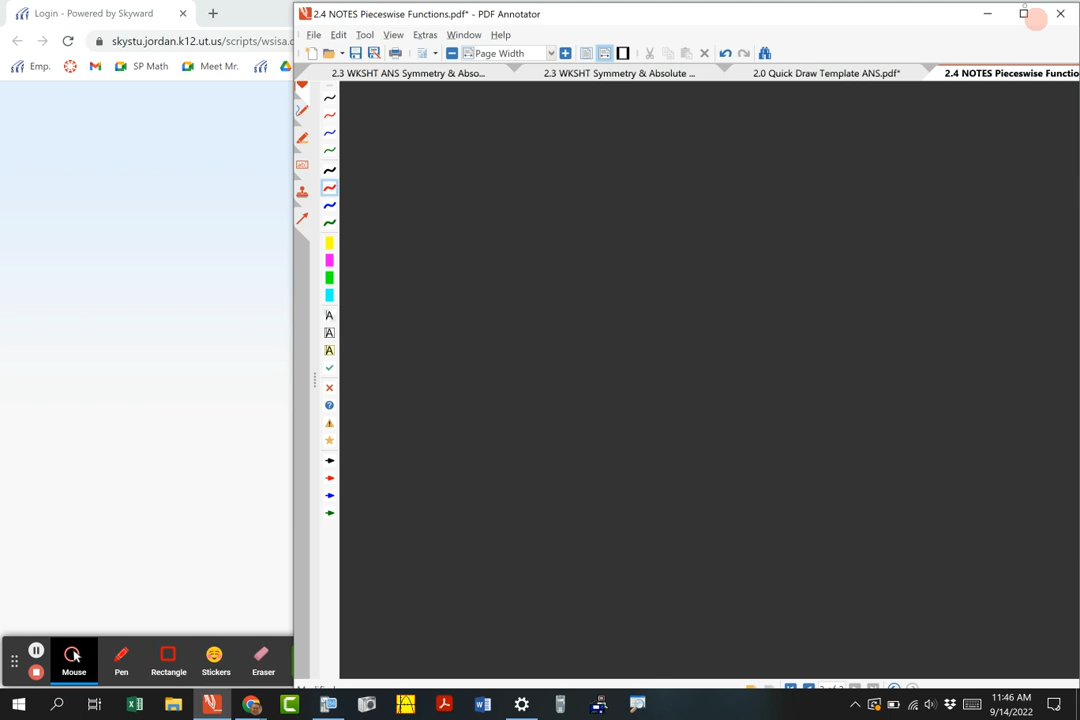 Login - Powered by Skyward
2.4 NOTES Pieceswise Functions.pdf* - PDF Annotator
File Edit Tool View Extras Window Help
skystu.jordan.k12.ut.us/scripts/wsisa.c
Page Width
Emp. SP Math Meet Mr.
2.3 WKSHT ANS Symmetry & Abso... 2.3 WKSHT Symmetry & Absolute ... 2.0 Quick Draw Template ANS.pdf* 2.4 NOTES Pieceswise Functio
Mouse Pen Rectangle Stickers Eraser
11:46 AM
9/14/2022